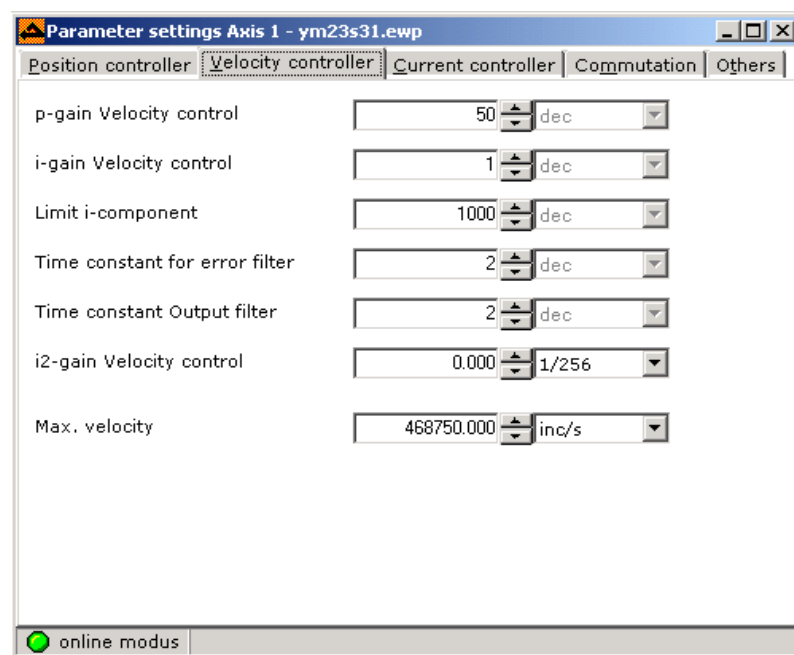 Parameter settings Axis 1 - ym23s31.ewp
Position controller Velocity controller Current controller Commutation Others
p-gain Velocity control 50 dec
i-gain Velocity control 1 dec
Limit i-component 1000 dec
Time constant for error filter 2 dec
Time constant Output filter 2 dec
i2-gain Velocity control 0.000 1/256
Max. velocity 468750.000 inc/s
online modus